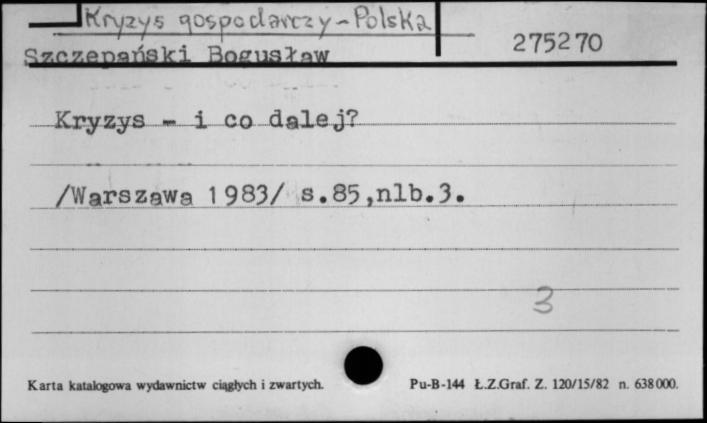 Kryzys gospodarczy - Polska
275270
Szczepański Bogusław
Kryzys - i co dalej?
/Warszawa 1983/ s.85,nlb.3.
3
Karta katalogowa wydawnictw ciągłych i zwartych.
Pu-B-144 Ł.Z.Graf. Z. 120/15/82 n. 638000.